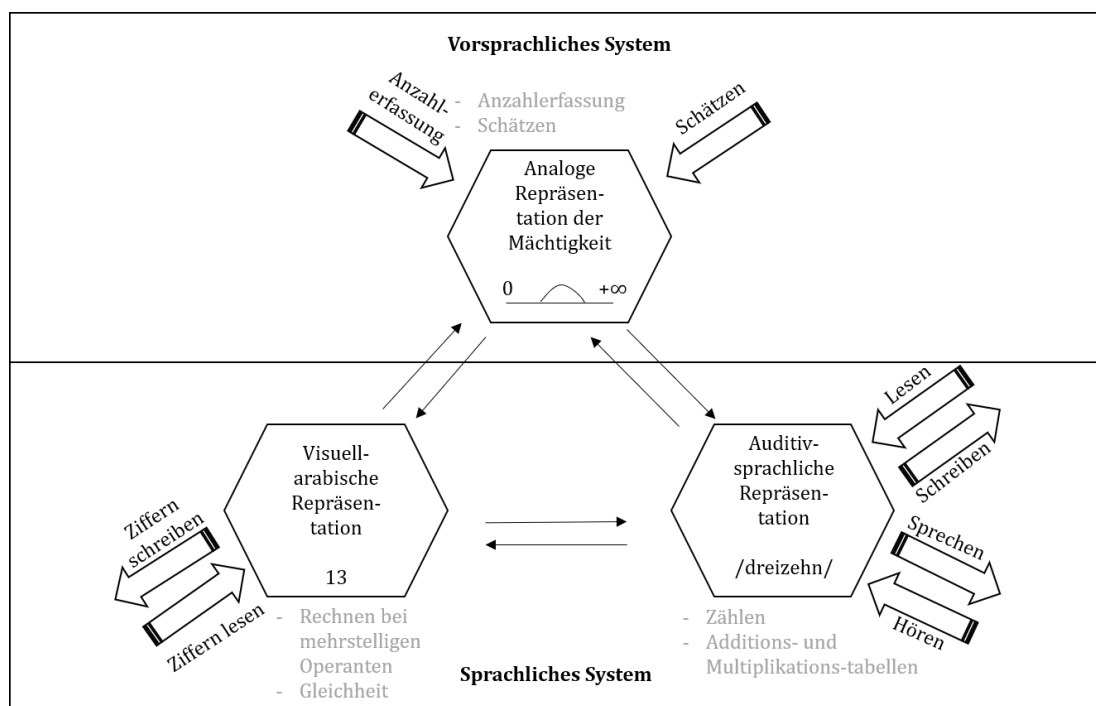 Vorsprachliches System
Anzahl-
erfassung
- Anzahlerfassung
- Schätzen
Schätzen
Analoge
Repräsen-
tation der
Mächtigkeit
0 +∞
Lesen
Schreiben
Visuell-
arabische
Repräsen-
tation
13
Auditiv-
sprachliche
Repräsen-
tation
/dreizehn/
Ziffern
schreiben
Ziffern lesen
Sprechen
Hören
- Rechnen bei
mehrstelligen
Operanten
- Gleichheit
- Zählen
- Additions- und
Multiplikations-tabellen
Sprachliches System